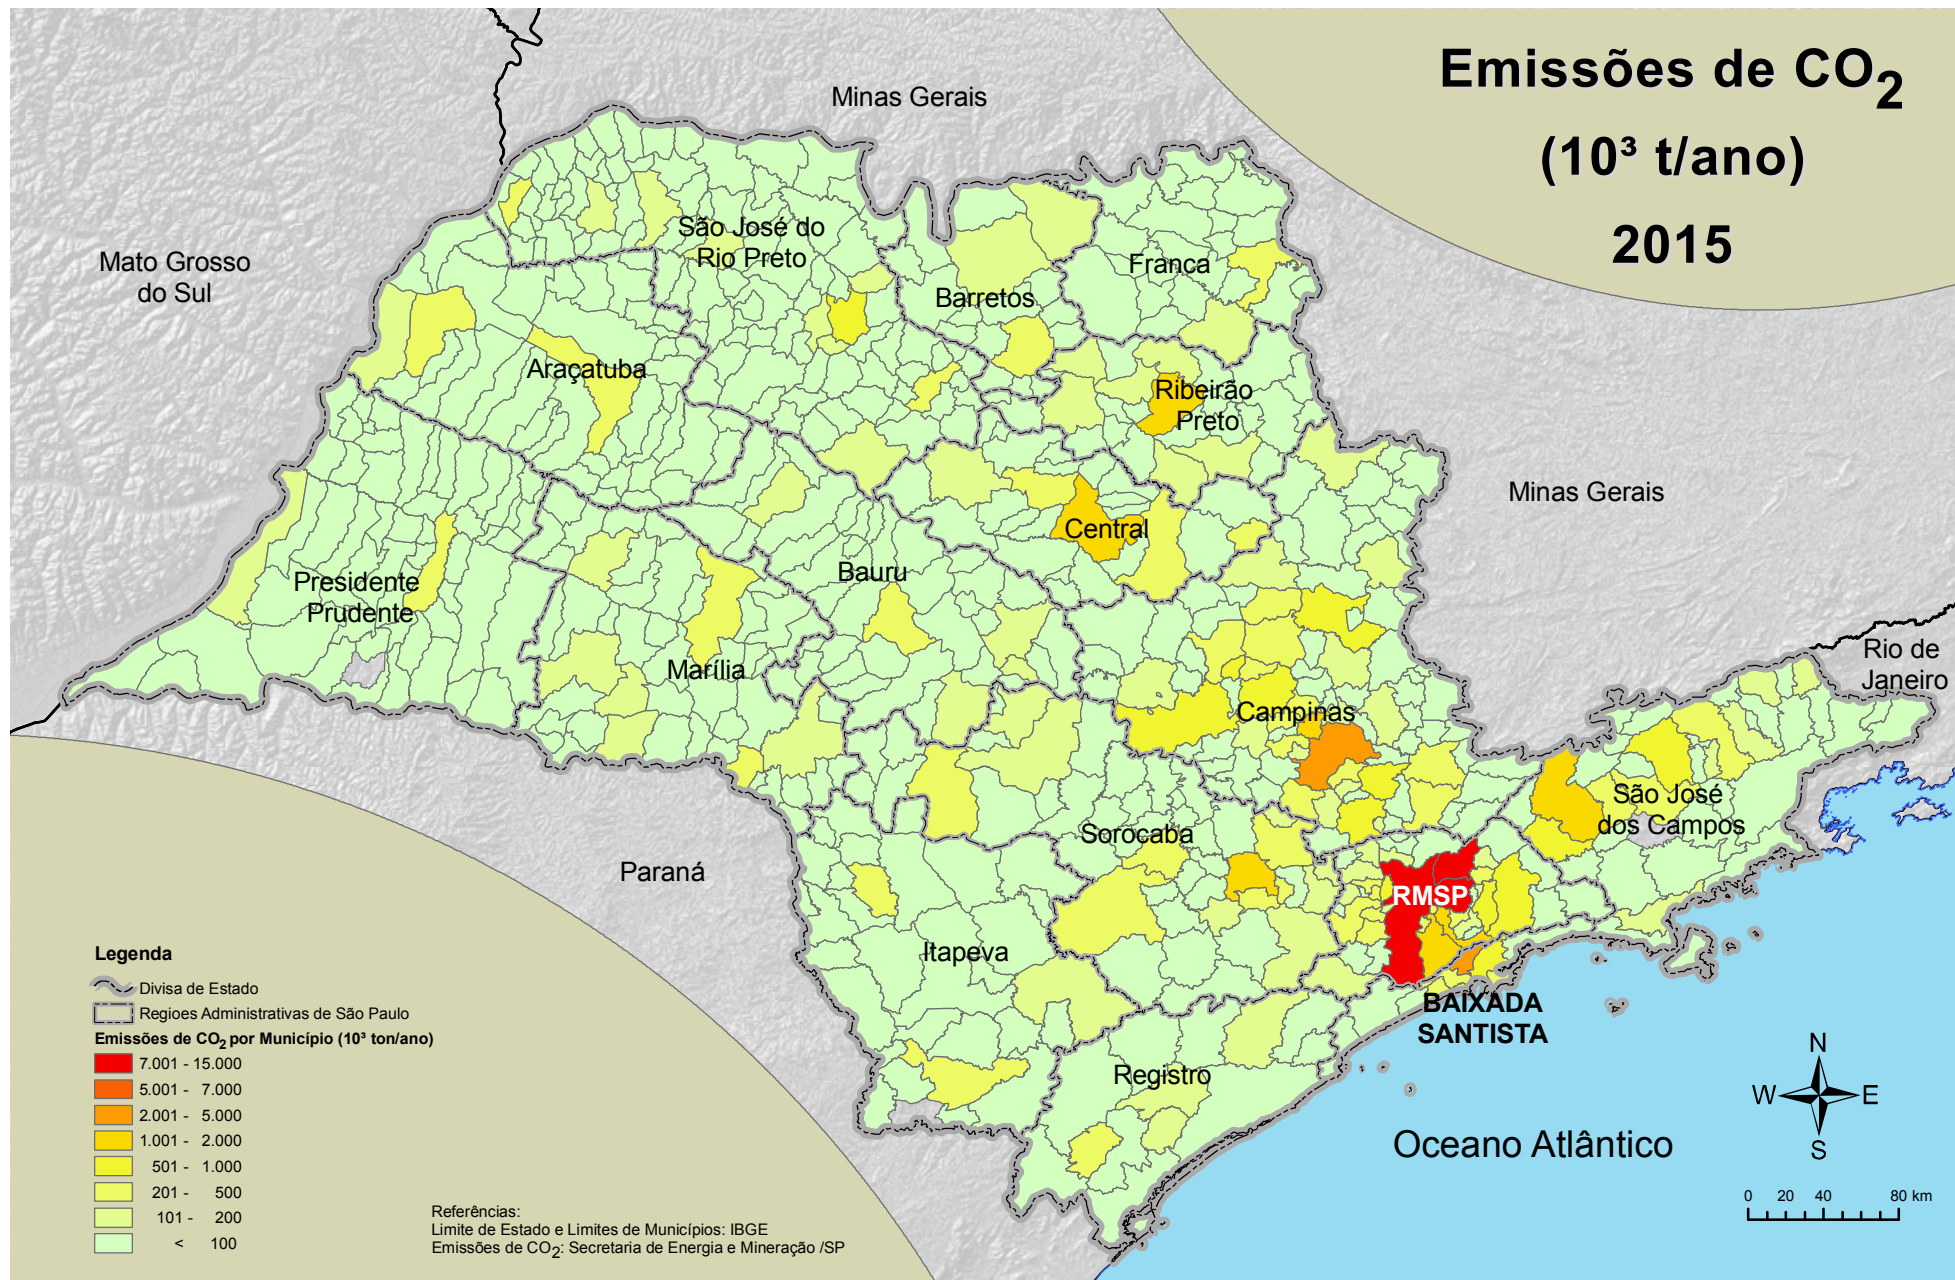 Emissões de CO2
(10³ t/ano)
2015
Minas Gerais
Mato Grosso
do Sul
São José do
Rio Preto
Franca
Barretos
Araçatuba
Ribeirão
Preto
Minas Gerais
Central
Bauru
Presidente
Prudente
Marília
Rio de
Janeiro
Campinas
São José
dos Campos
Sorocaba
Paraná
RMSP
Itapeva
BAIXADA
SANTISTA
Registro
Oceano Atlântico
N
W
E
S
0 20 40 80 km
Legenda
Divisa de Estado
Regioes Administrativas de São Paulo
Emissões de CO2 por Município (10³ ton/ano)
7.001 - 15.000
5.001 - 7.000
2.001 - 5.000
1.001 - 2.000
501 - 1.000
201 - 500
101 - 200
< 100
Referências:
Limite de Estado e Limites de Municípios: IBGE
Emissões de CO2: Secretaria de Energia e Mineração /SP